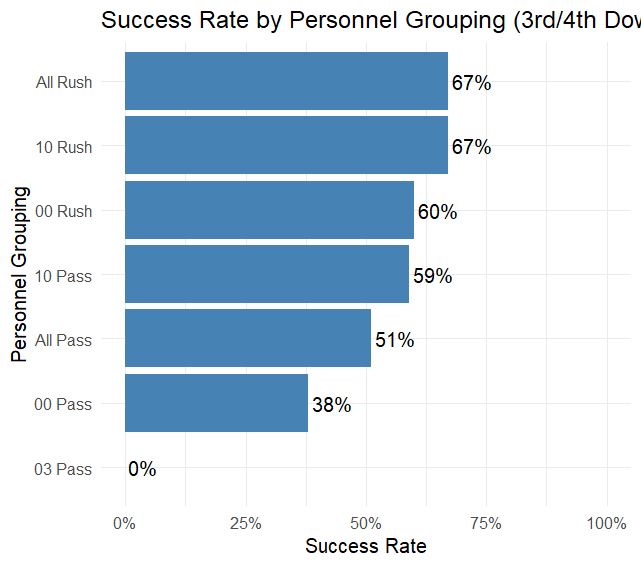 Success Rate by Personnel Grouping (3rd/4th Dow
All Rush
67%
10 Rush
67%
00 Rush
60%
10 Pass
59%
All Pass
51%
00 Pass
38%
03 Pass
0%
Personnel Grouping
0%
25%
50%
75%
100%
Success Rate